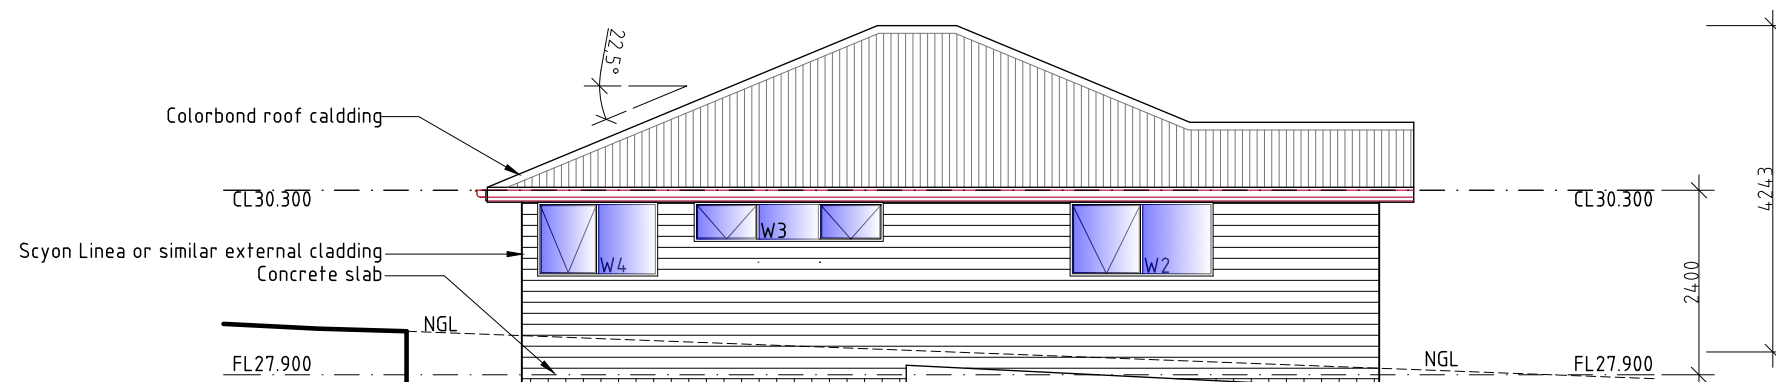 22,5°
Colorbond roof caldding
CL30.300
CL30.300
4243
W3
Scyon Linea or similar external cladding
W4
W2
Concrete slab
2400
NGL
NGL
FL27.900
FL27.900